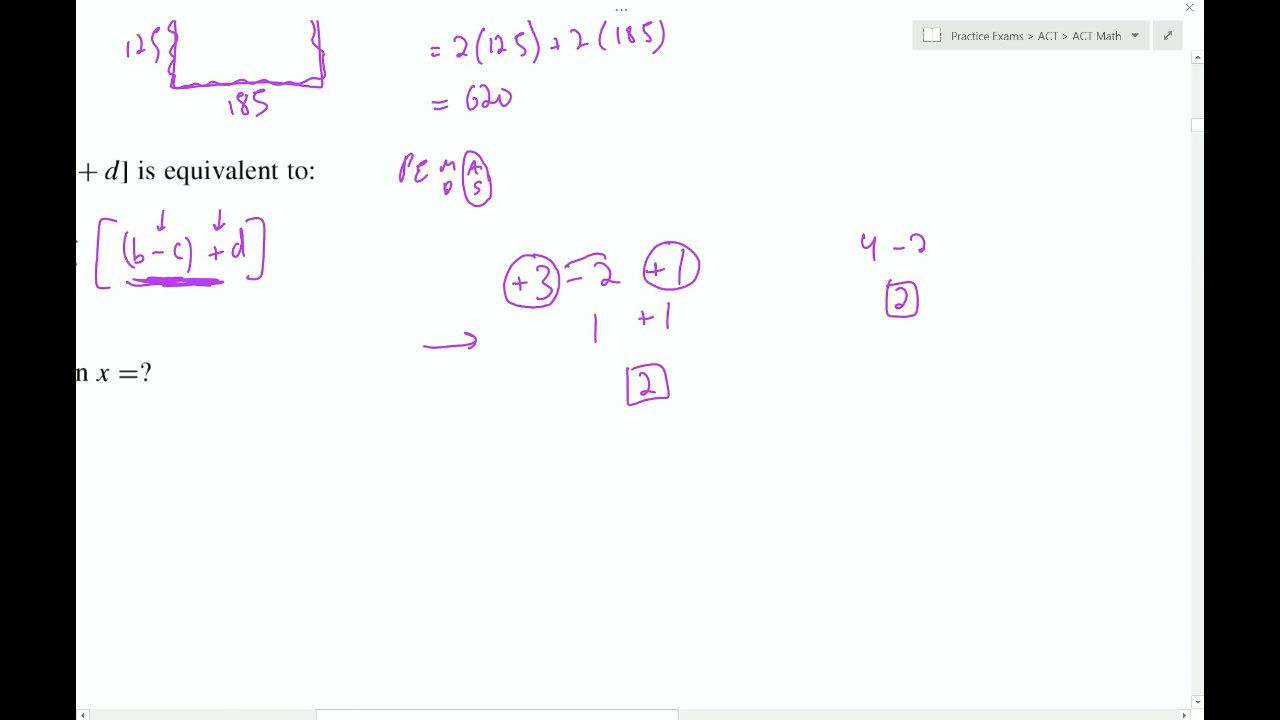 Practice Exams > ACT > ACT Math
125
185
= 2(125) + 2(185)
= 620
+ d] is equivalent to:
PE M A
D S
[(b - c) + d]
+3 - 2 +1
1 +1
2
4 - 2
2
n x =?